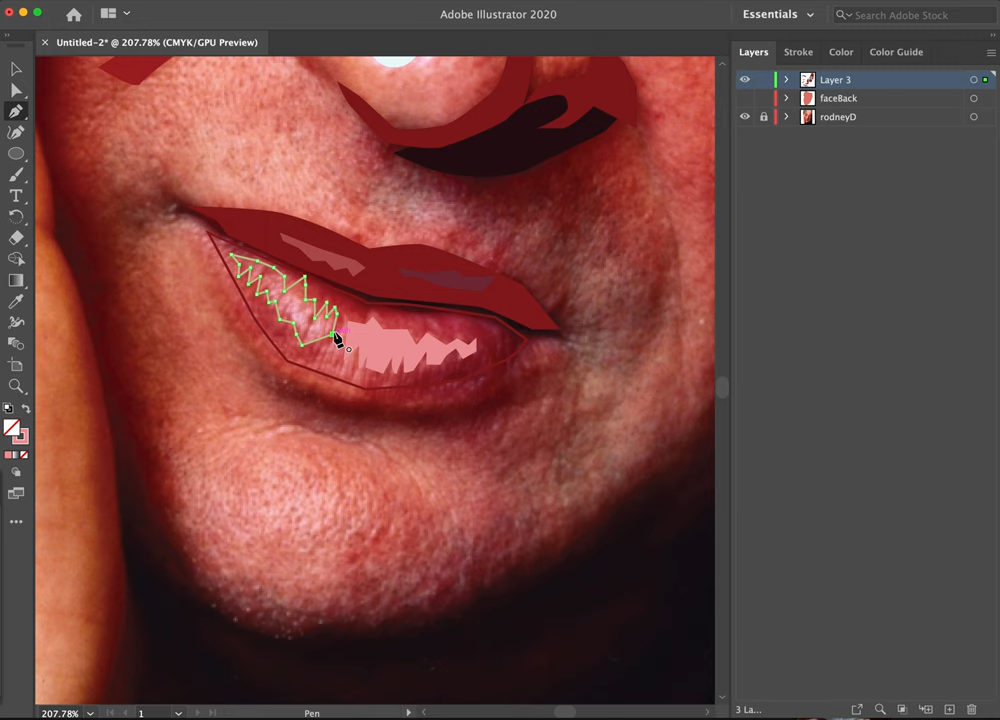 Adobe Illustrator 2020
Essentials
Search Adobe Stock
Untitled-2* @ 207.78% (CMYK/GPU Preview)
Layers Stroke Color Color Guide
Layer 3
faceBack
rodneyD
207.78% 1 Pen
3 La...